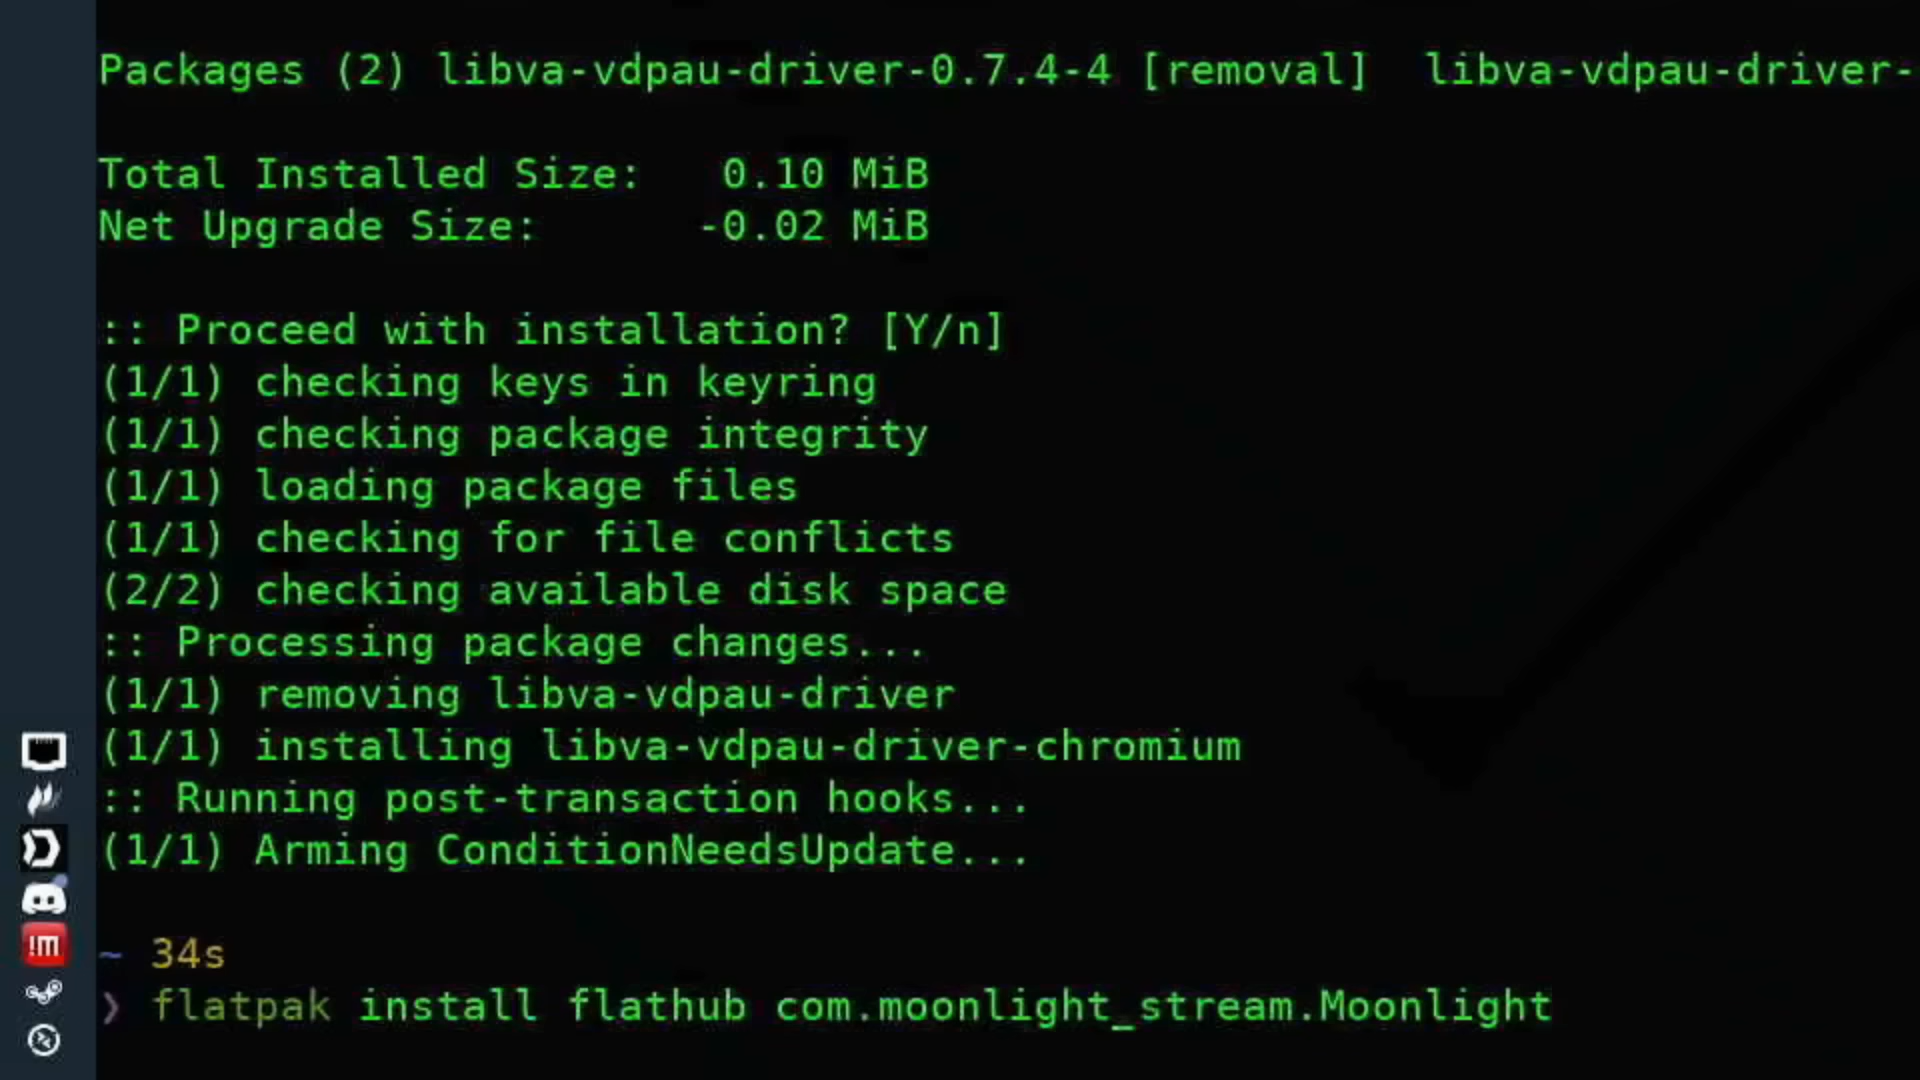 Packages (2) libva-vdpau-driver-0.7.4-4 [removal]  libva-vdpau-driver-
Total Installed Size:   0.10 MiB
Net Upgrade Size:      -0.02 MiB
:: Proceed with installation? [Y/n]
(1/1) checking keys in keyring
(1/1) checking package integrity
(1/1) loading package files
(1/1) checking for file conflicts
(2/2) checking available disk space
:: Processing package changes...
(1/1) removing libva-vdpau-driver
(1/1) installing libva-vdpau-driver-chromium
:: Running post-transaction hooks...
(1/1) Arming ConditionNeedsUpdate...
!m
~ 34s
❯ flatpak install flathub com.moonlight_stream.Moonlight